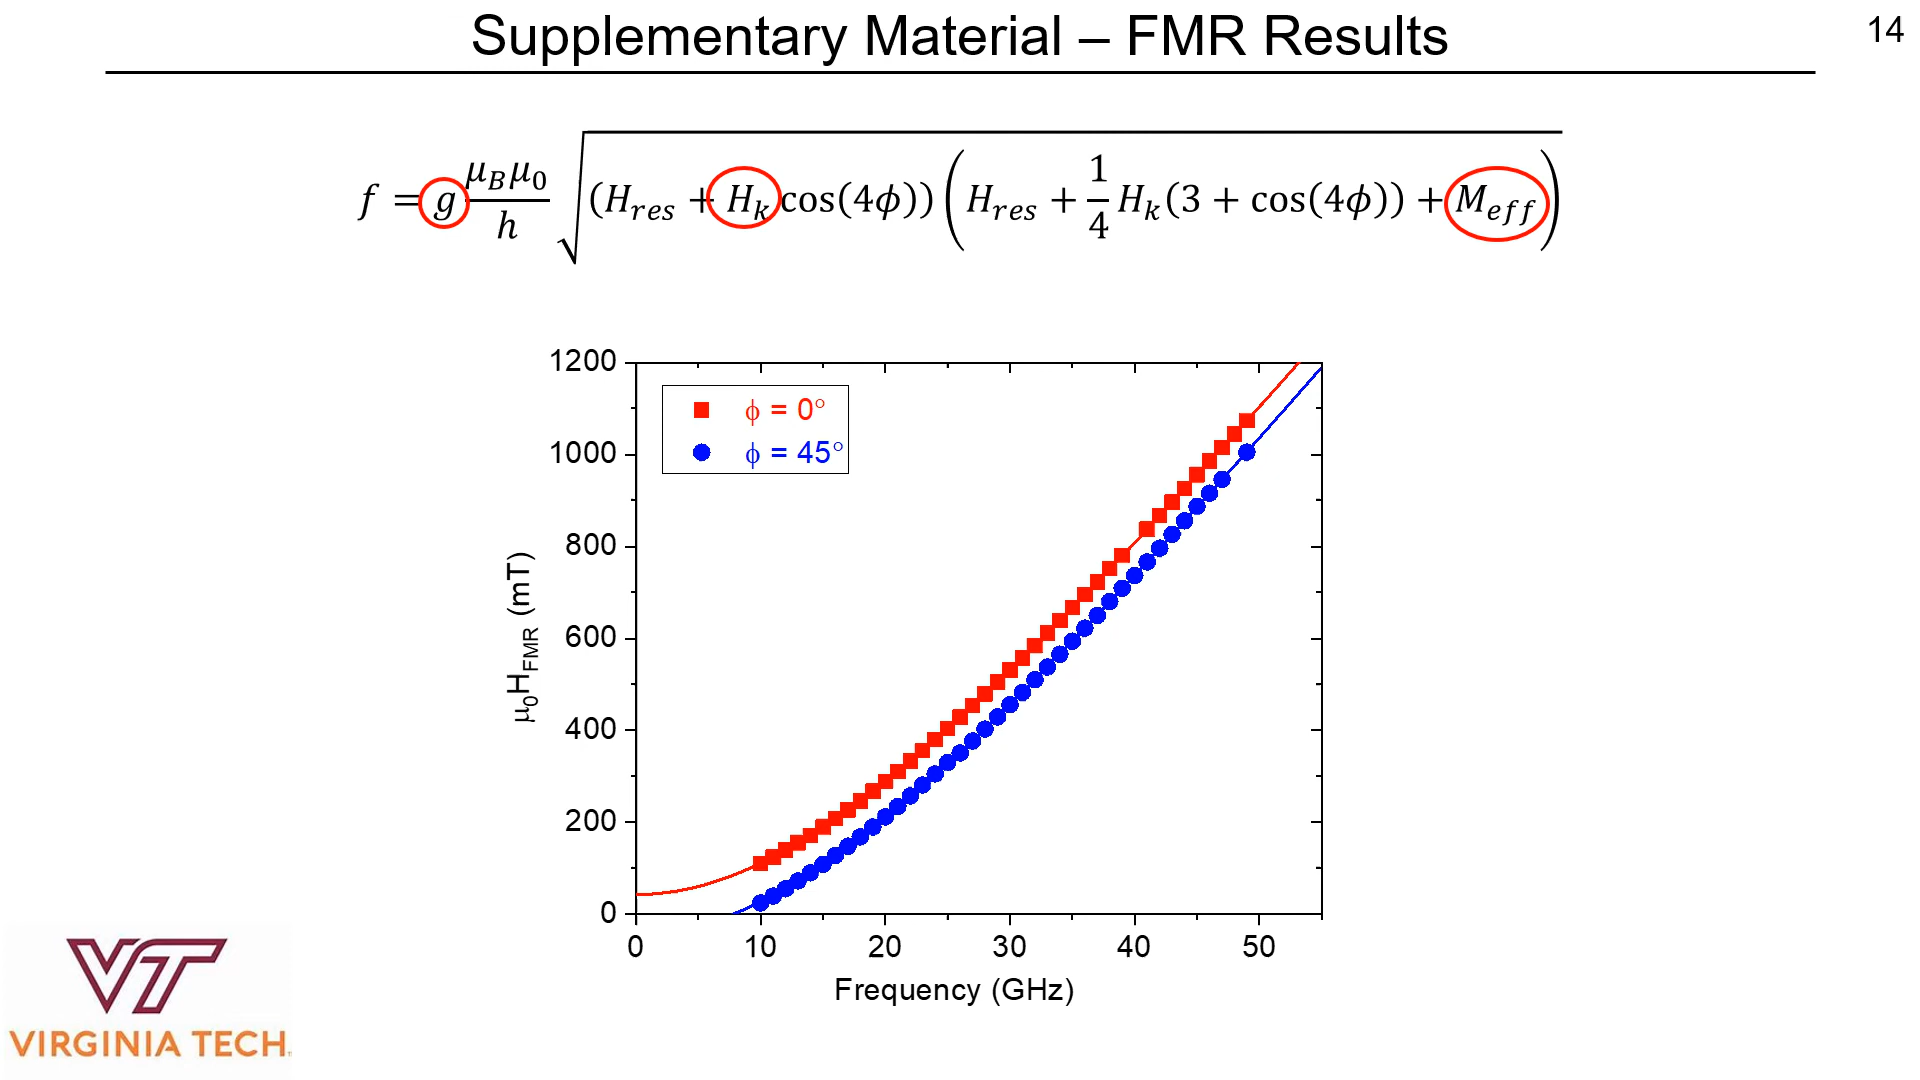 Supplementary Material – FMR Results
14
f = g μ_B μ_0 / h √((H_res + H_k cos(4ϕ)) (H_res + 1/4 H_k(3 + cos(4ϕ)) + M_eff))
1200
1000
800
600
400
200
0
ϕ = 0°
ϕ = 45°
μ₀H_FMR (mT)
0 10 20 30 40 50
Frequency (GHz)
VT
VIRGINIA TECH